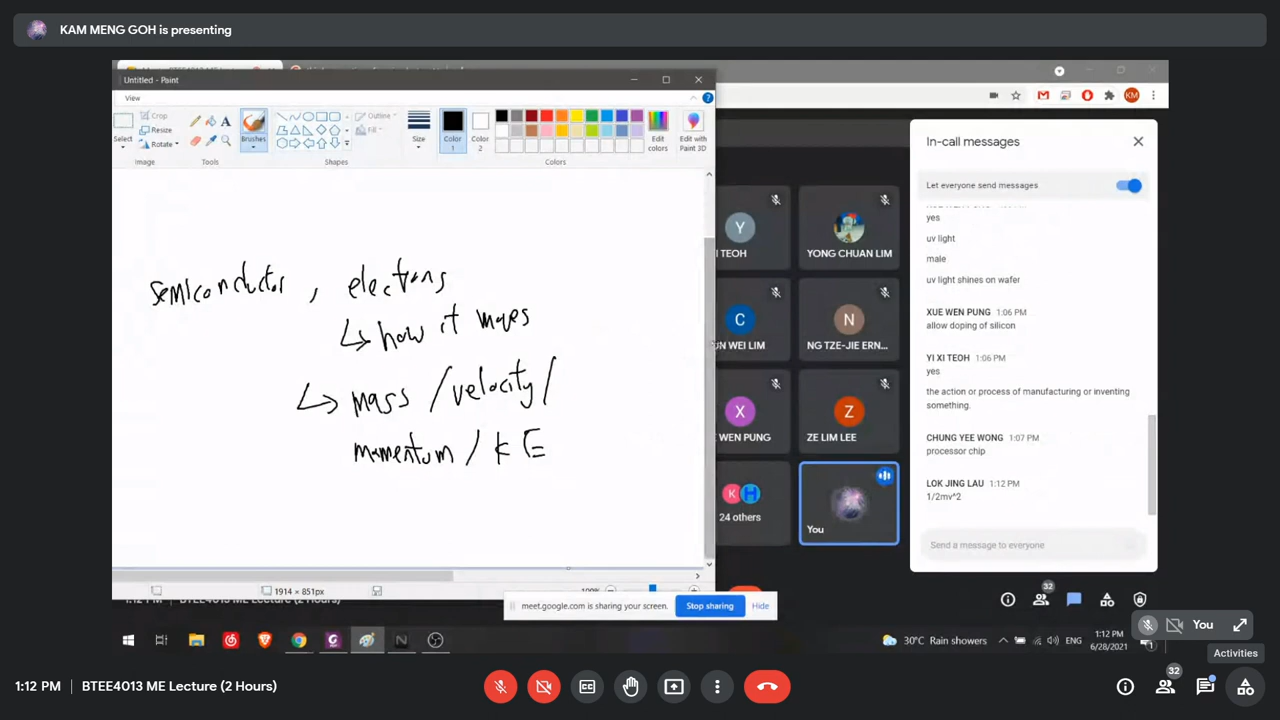 KAM MENG GOH is presenting
Untitled - Paint
View
Select
Crop
Resize
Rotate
Image
A
Tools
Brushes
Shapes
Outline
Fill
Size
Color
1
Color
2
Colors
Edit
colors
Edit with
Paint 3D
semiconductor, electrons
↳ how it moves
↳ mass / velocity /
momentum / KE
1914 × 851px
100%
KM
I TEOH
Y
YONG CHUAN LIM
UN WEI LIM
C
NG TZE-JIE ERN...
N
WEN PUNG
X
ZE LIM LEE
Z
K
H
24 others
You
In-call messages
Let everyone send messages
yes
uv light
male
uv light shines on wafer
XUE WEN PUNG 1:06 PM
allow doping of silicon
YI XI TEOH 1:06 PM
yes
the action or process of manufacturing or inventing
something.
CHUNG YEE WONG 1:07 PM
processor chip
LOK JING LAU 1:12 PM
1/2mv^2
Send a message to everyone
32
meet.google.com is sharing your screen.
Stop sharing
Hide
30°C Rain showers
ENG
1:12 PM
6/28/2021
You
Activities
1:12 PM | BTEE4013 ME Lecture (2 Hours)
32